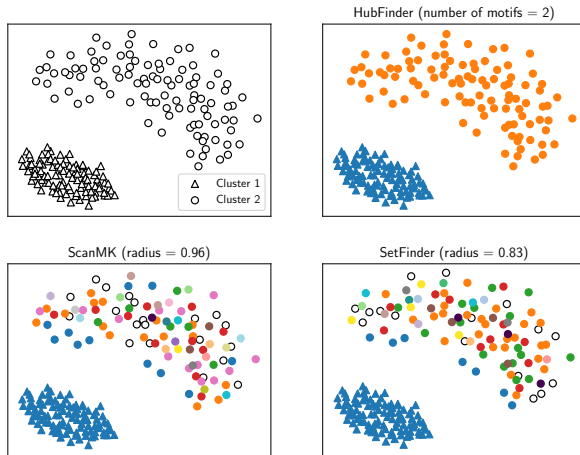 HubFinder (number of motifs = 2)
Cluster 1
Cluster 2
ScanMK (radius = 0.96)
SetFinder (radius = 0.83)